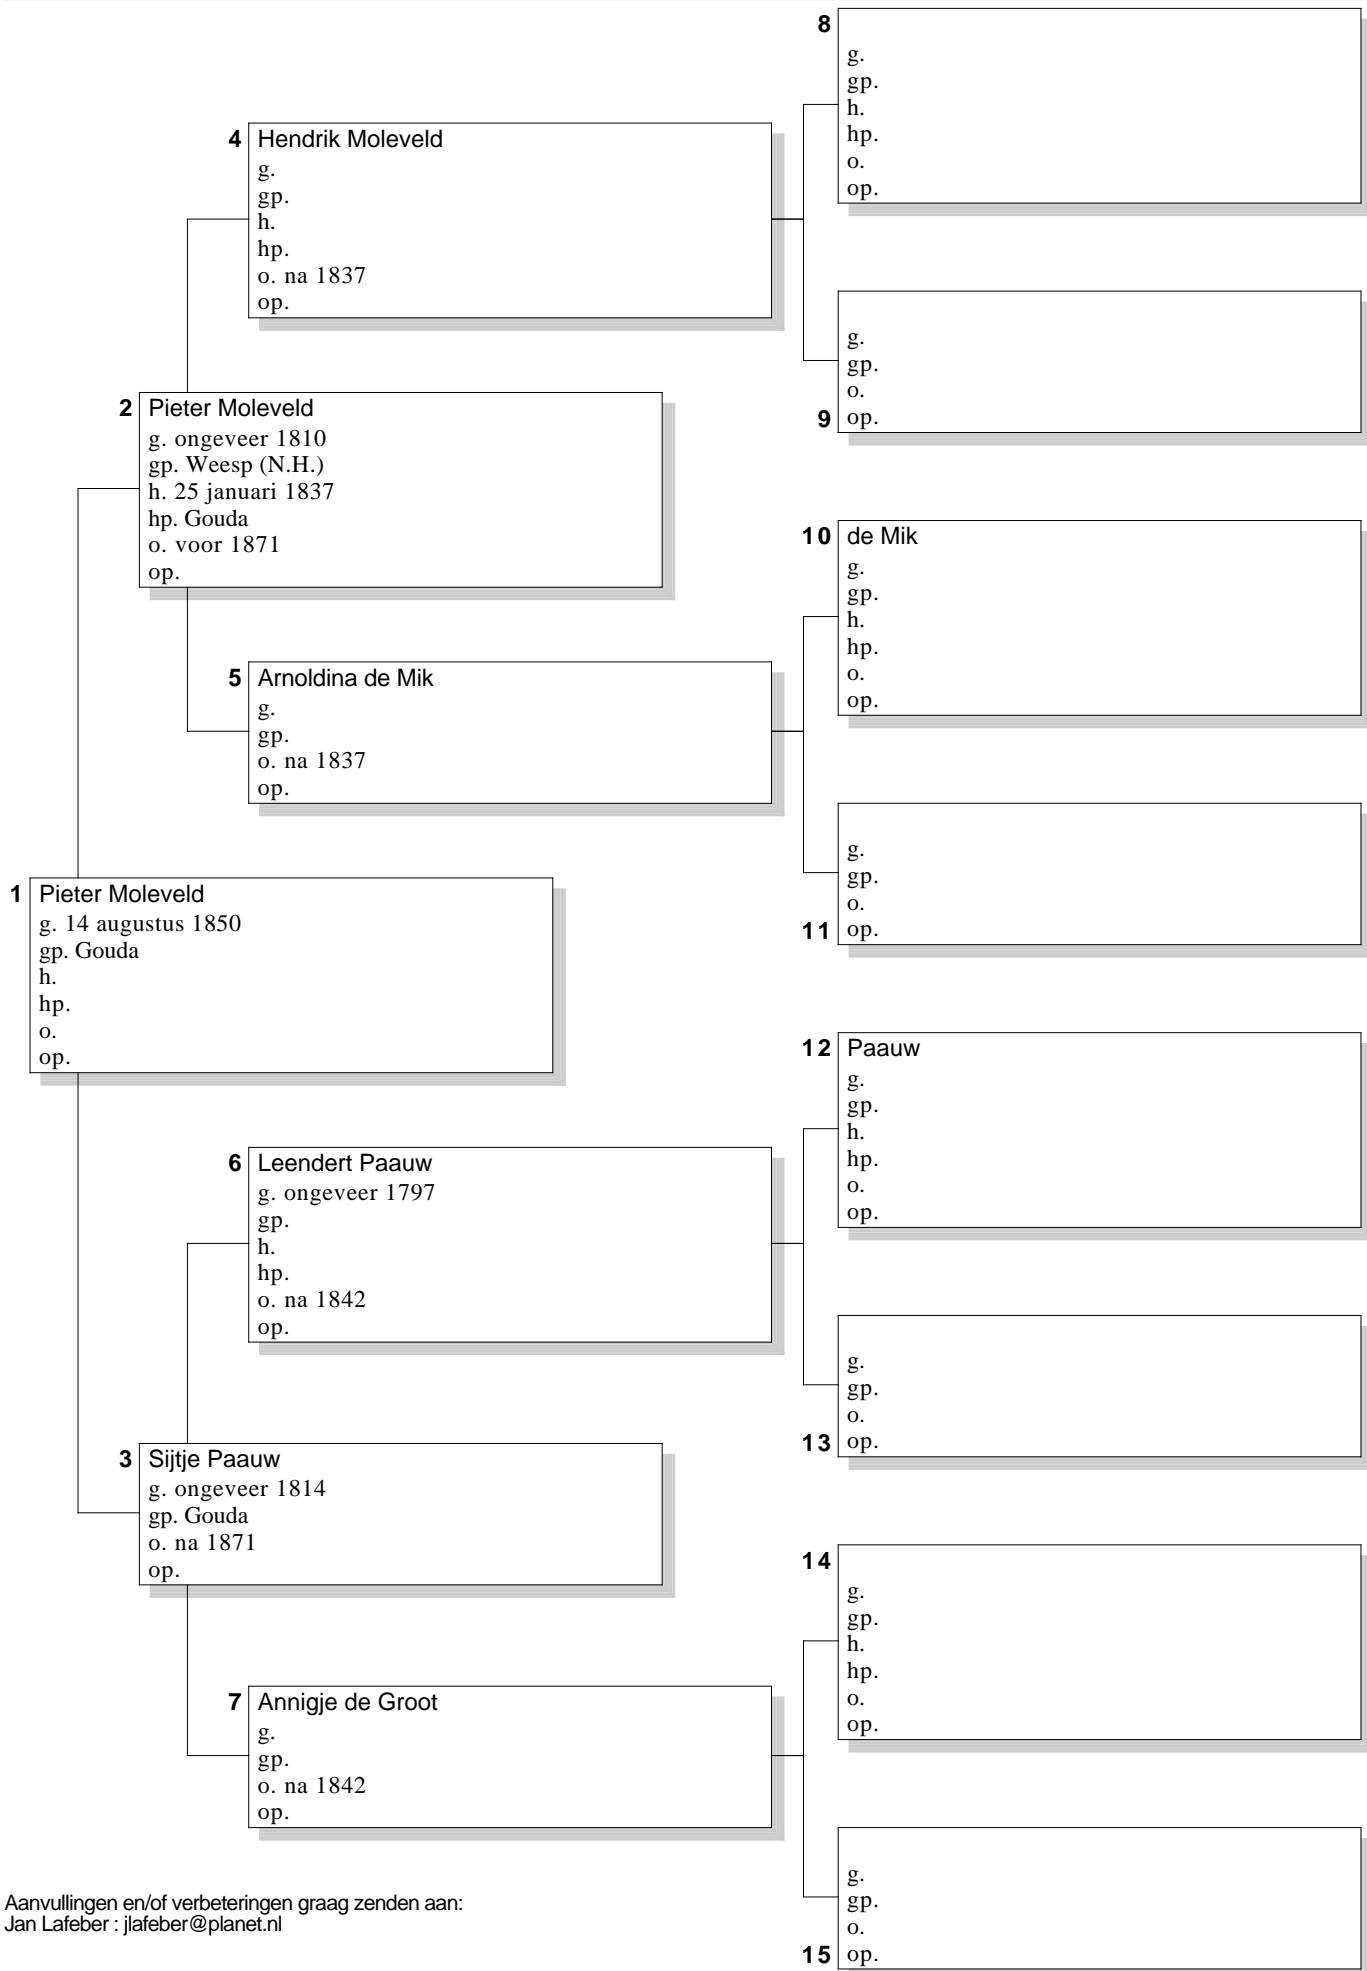 8
g.
gp.
h.
hp.
o.
op.
4 Hendrik Moleveld
g.
gp.
h.
hp.
o. na 1837
op.
g.
gp.
o.
9 op.
2 Pieter Moleveld
g. ongeveer 1810
gp. Weesp (N.H.)
h. 25 januari 1837
hp. Gouda
o. voor 1871
op.
10 de Mik
g.
gp.
h.
hp.
o.
op.
5 Arnoldina de Mik
g.
gp.
o. na 1837
op.
g.
gp.
o.
11 op.
1 Pieter Moleveld
g. 14 augustus 1850
gp. Gouda
h.
hp.
o.
op.
12 Paauw
g.
gp.
h.
hp.
o.
op.
6 Leendert Paauw
g. ongeveer 1797
gp.
h.
hp.
o. na 1842
op.
g.
gp.
o.
13 op.
3 Sijtje Paauw
g. ongeveer 1814
gp. Gouda
o. na 1871
op.
14
g.
gp.
h.
hp.
o.
op.
7 Annigje de Groot
g.
gp.
o. na 1842
op.
g.
gp.
o.
15 op.
Aanvullingen en/of verbeteringen graag zenden aan:
Jan Lafeber : jlafeber@planet.nl